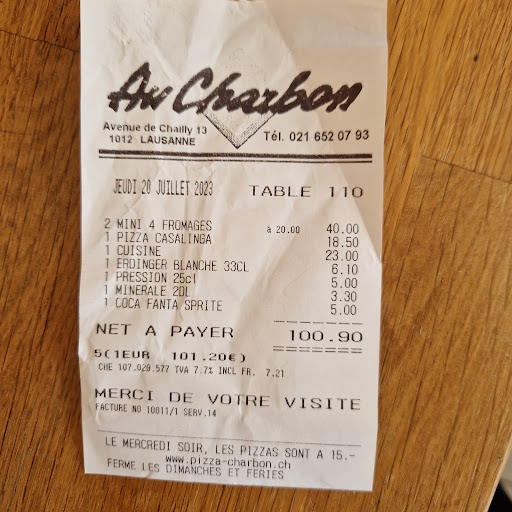 Au Charbon
Avenue de Chailly 13
1012 LAUSANNE
Tél. 021 652 07 93
JEUDI 20 JUILLET 2023 TABLE 110
2 MINI 4 FROMAGES à 20.00 40.00
1 PIZZA CASALINGA 18.50
1 CUISINE 23.00
1 ERDINGER BLANCHE 33CL 6.10
1 PRESSION 25cl 5.00
1 MINERALE 2DL 3.30
1 COCA FANTA SPRITE 5.00
NET A PAYER 100.90
5(1EUR 101.20€)
CHE 107.029.577 TVA 7.7% INCL FR. 7.21
MERCI DE VOTRE VISITE
FACTURE NO 10011/1 SERV.14
LE MERCREDI SOIR, LES PIZZAS SONT A 15.-
www.pizza-charbon.ch
FERME LES DIMANCHES ET FERIES